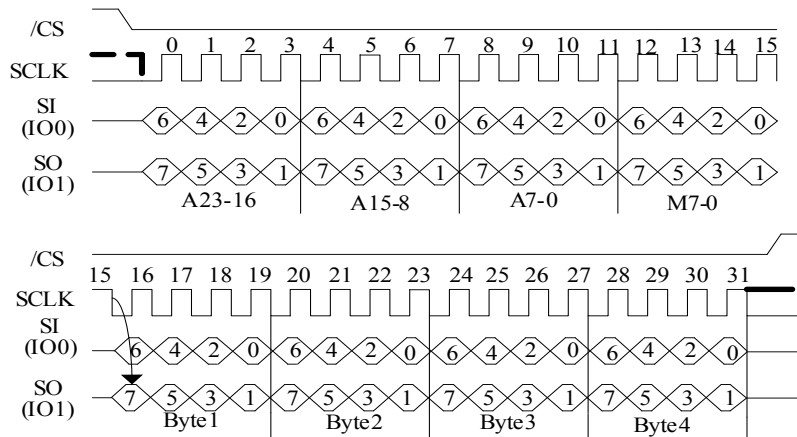 /CS
0 1 2 3 4 5 6 7 8 9 10 11 12 13 14 15
SCLK
SI
(IO0)
6 4 2 0 6 4 2 0 6 4 2 0 6 4 2 0
SO
(IO1)
7 5 3 1 7 5 3 1 7 5 3 1 7 5 3 1
A23-16 A15-8 A7-0 M7-0
/CS
15 16 17 18 19 20 21 22 23 24 25 26 27 28 29 30 31
SCLK
SI
(IO0)
6 4 2 0 6 4 2 0 6 4 2 0 6 4 2 0
SO
(IO1)
7 5 3 1 7 5 3 1 7 5 3 1 7 5 3 1
Byte1 Byte2 Byte3 Byte4